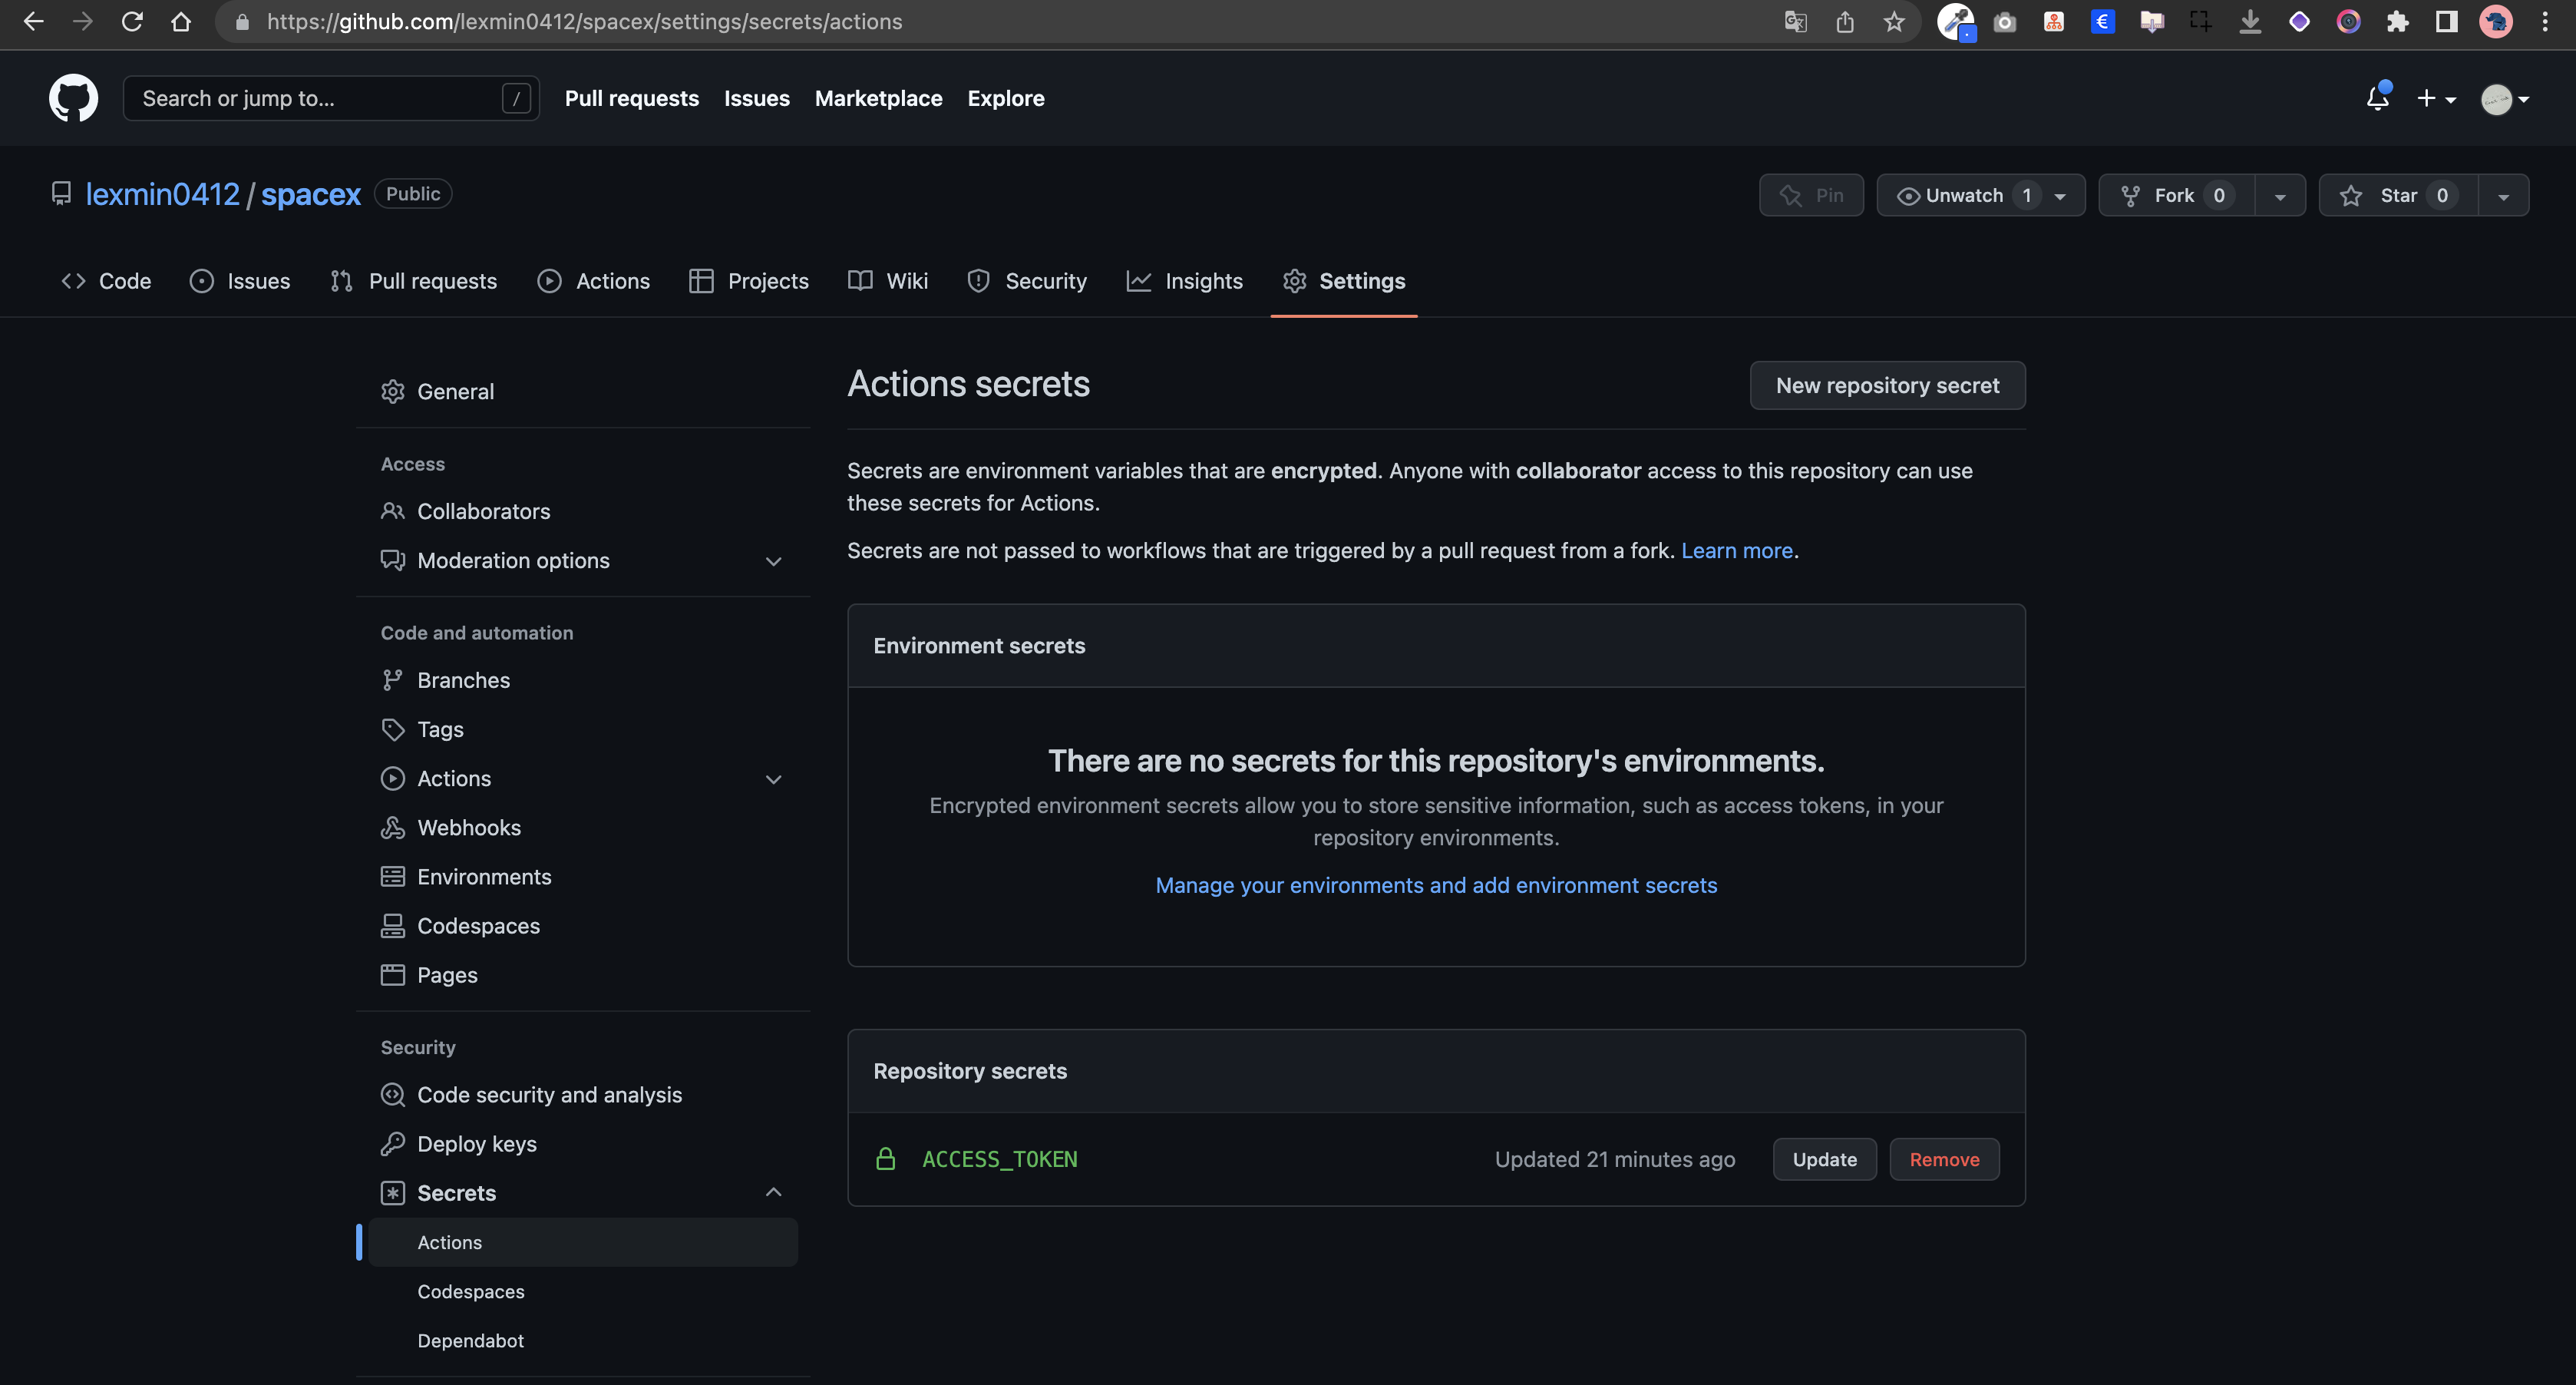 https://github.com/lexmin0412/spacex/settings/secrets/actions
Search or jump to...
/
Pull requests
Issues
Marketplace
Explore
lexmin0412 / spacex
Public
Pin
Unwatch 1
Fork 0
Star 0
Code
Issues
Pull requests
Actions
Projects
Wiki
Security
Insights
Settings
General
Access
Collaborators
Moderation options
Code and automation
Branches
Tags
Actions
Webhooks
Environments
Codespaces
Pages
Security
Code security and analysis
Deploy keys
Secrets
Actions
Codespaces
Dependabot
Actions secrets
New repository secret
Secrets are environment variables that are encrypted. Anyone with collaborator access to this repository can use
these secrets for Actions.
Secrets are not passed to workflows that are triggered by a pull request from a fork. Learn more.
Environment secrets
There are no secrets for this repository's environments.
Encrypted environment secrets allow you to store sensitive information, such as access tokens, in your
repository environments.
Manage your environments and add environment secrets
Repository secrets
ACCESS_TOKEN
Updated 21 minutes ago
Update
Remove